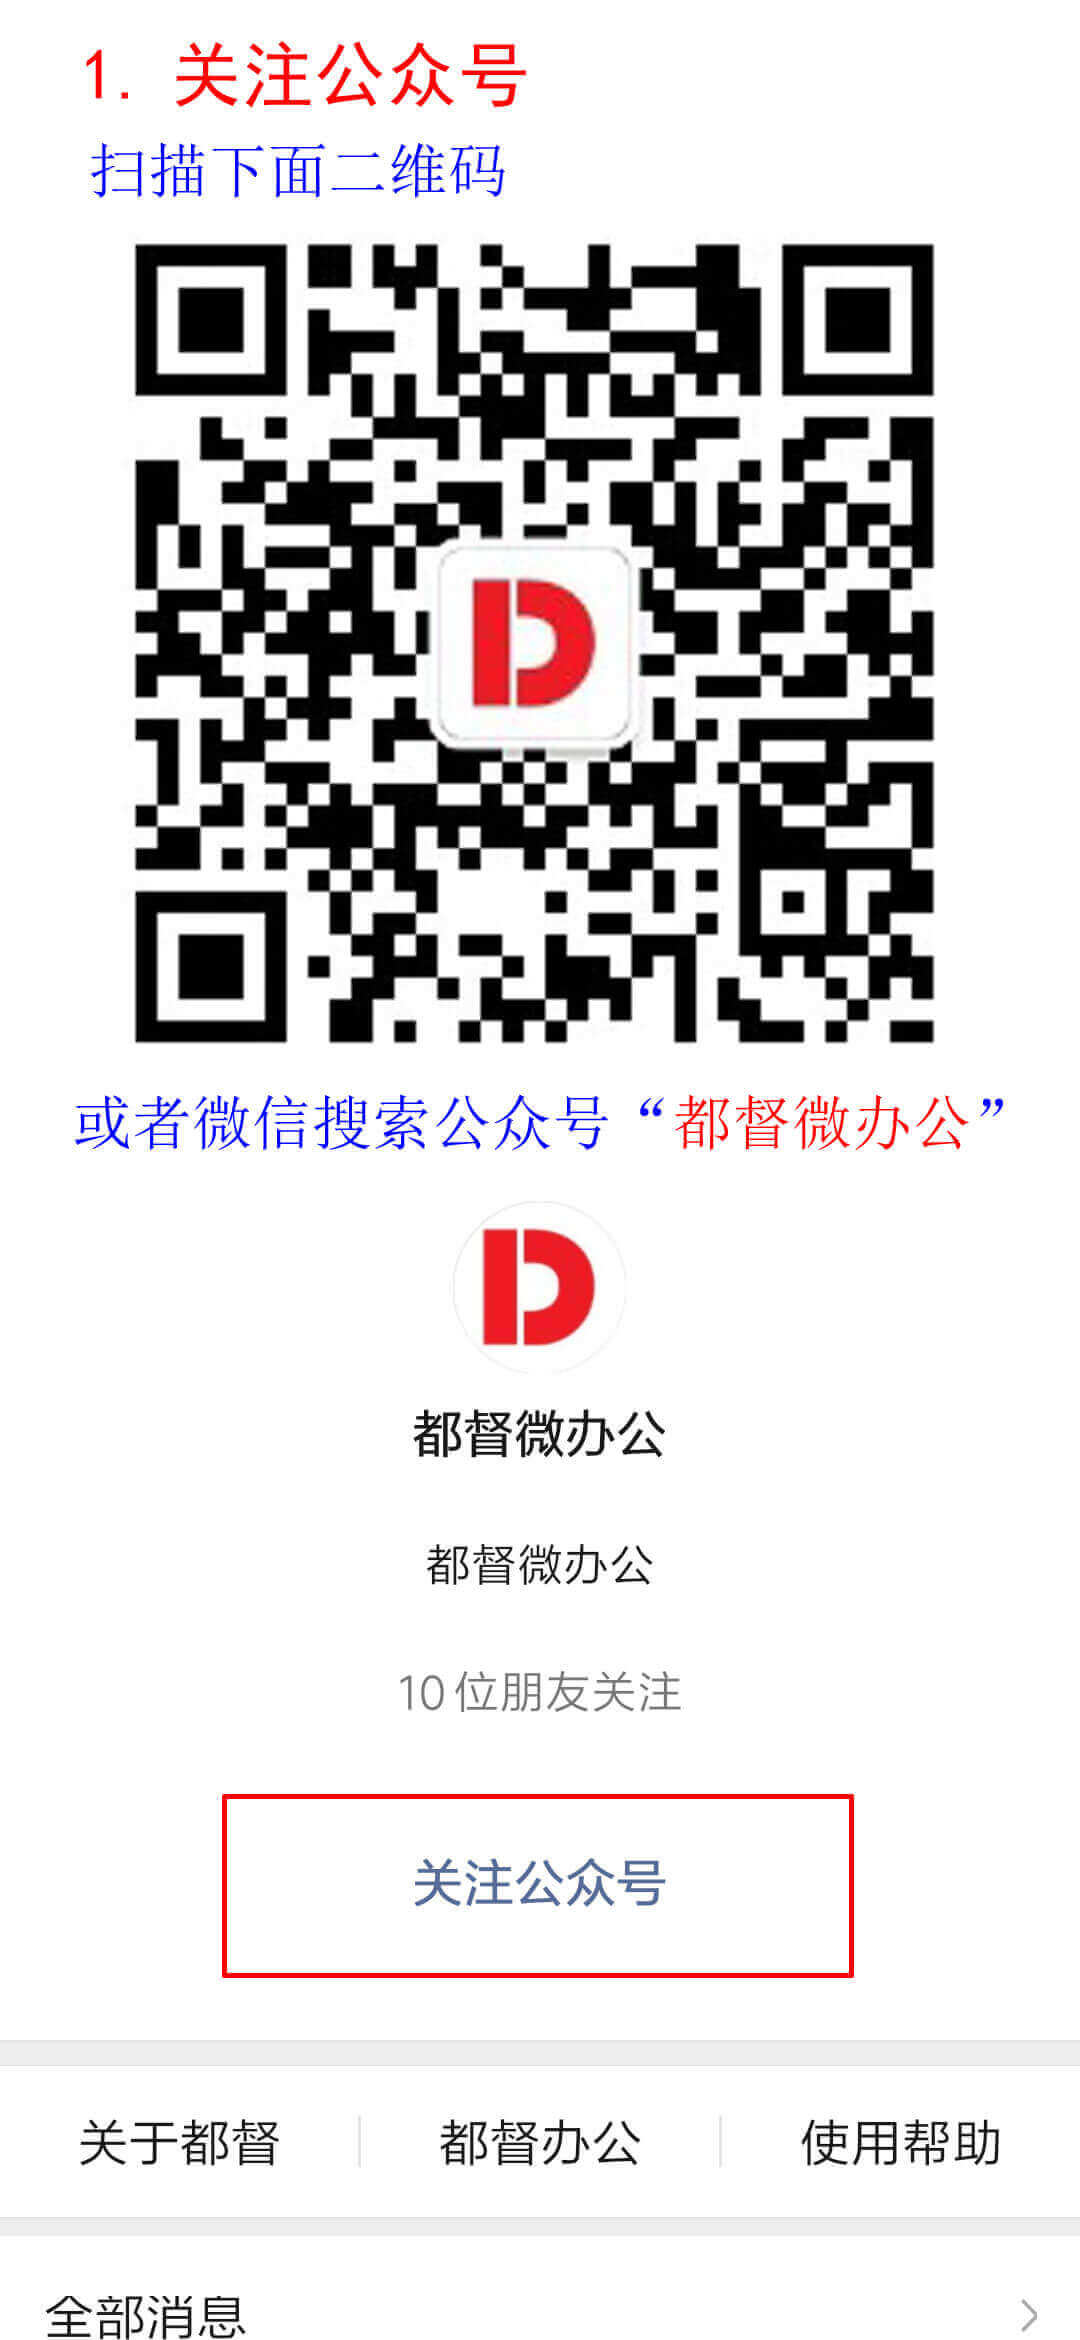 1. 关注公众号
扫描下面二维码
D
或者微信搜索公众号“都督微办公”
D
都督微办公
都督微办公
10位朋友关注
关注公众号
关于都督 都督办公 使用帮助
全部消息